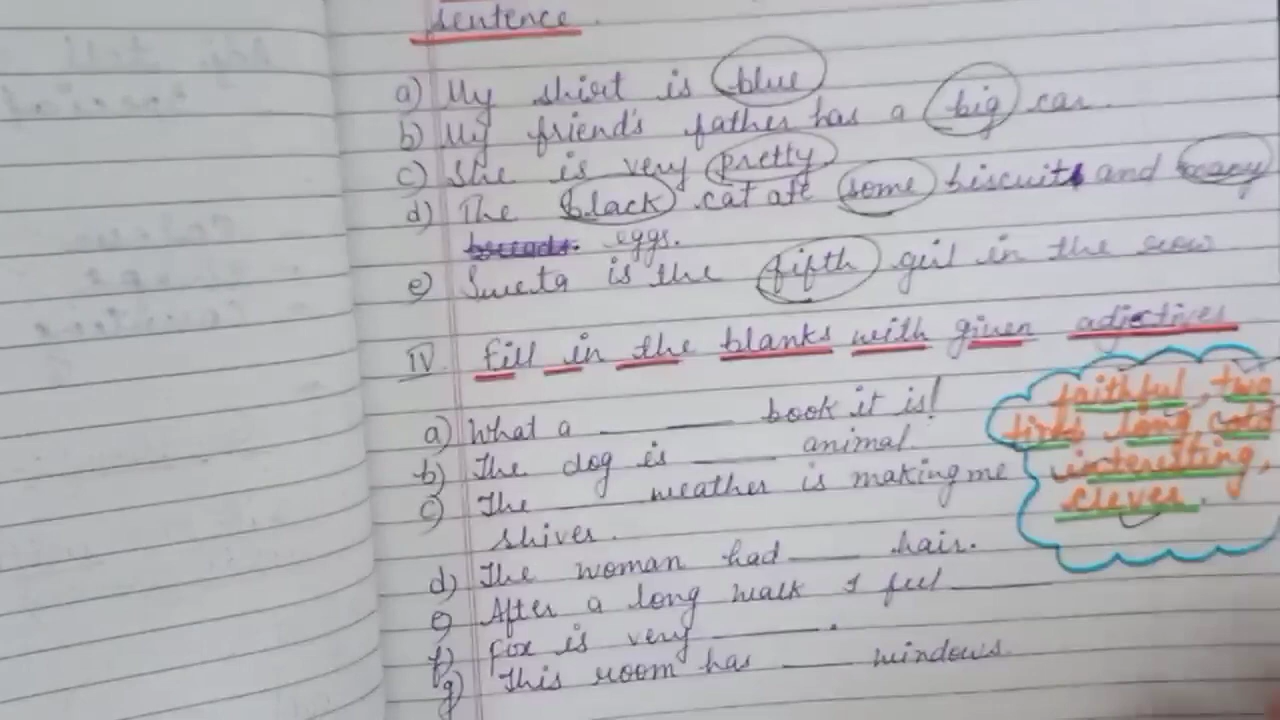 sentence.
a) My shirt is blue
b) My friend's father has a big car.
c) She is very pretty
d) The black cat ate some biscuits and many
eggs.
e) Sweta is the fifth girl in the row
IV. Fill in the blanks with given adjectives
faithful, two
tired long cold
interesting,
clever.
a) What a ______ book it is!
b) The dog is _____ animal.
c) The _____ weather is making me
shiver.
d) The woman had ____ hair.
e) After a long walk I feel _____
f) Fox is very ______.
g) This room has ____ windows.